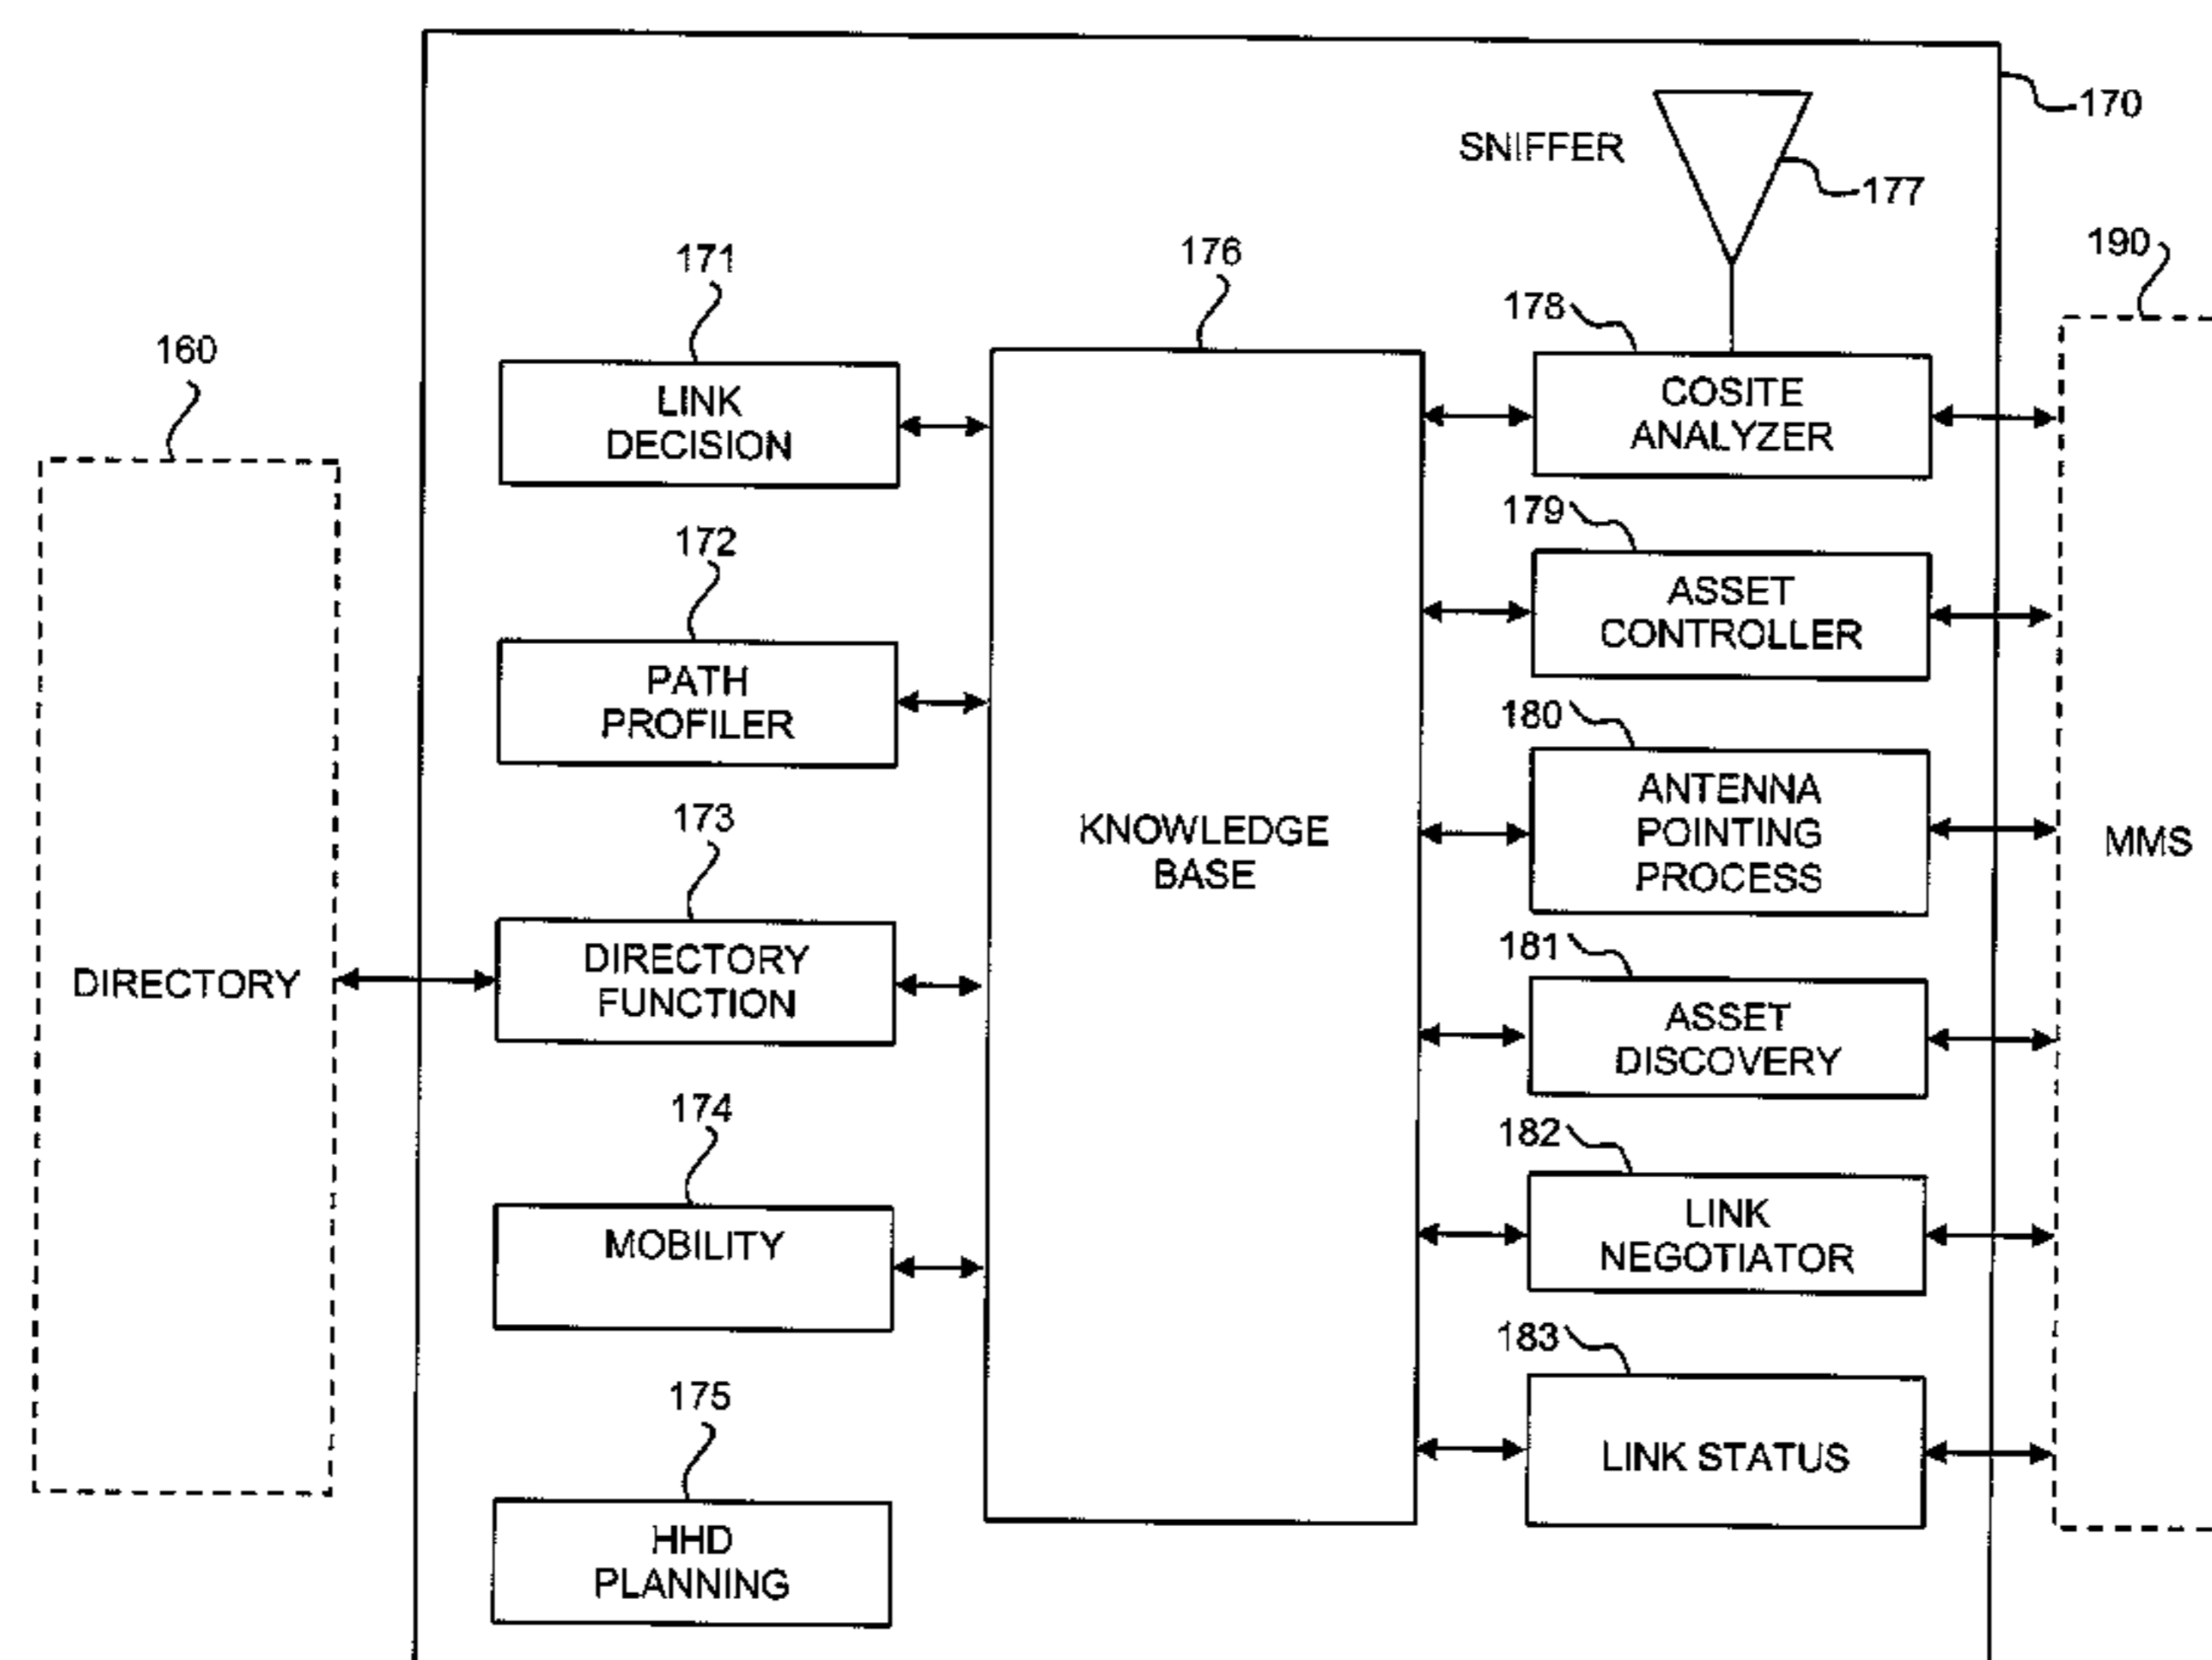 170
SNIFFER
177
190
171
176
178
160
LINK
DECISION
COSITE
ANALYZER
179
172
ASSET
CONTROLLER
PATH
PROFILER
180
ANTENNA
POINTING
PROCESS
173
KNOWLEDGE
BASE
MMS
181
DIRECTORY
DIRECTORY
FUNCTION
ASSET
DISCOVERY
174
182
MOBILITY
LINK
NEGOTIATOR
183
175
LINK STATUS
HHD
PLANNING